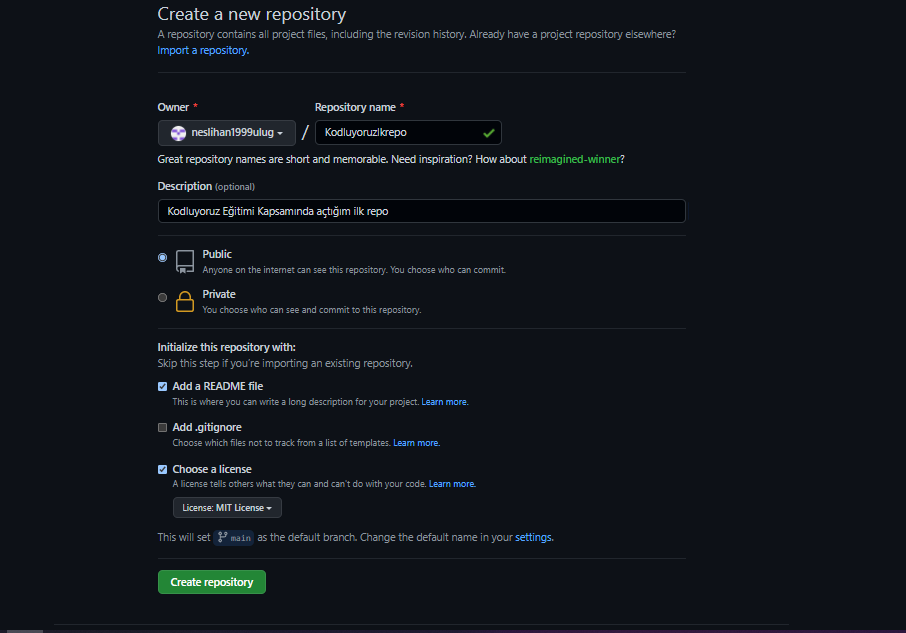 Create a new repository
A repository contains all project files, including the revision history. Already have a project repository elsewhere?
Import a repository.
Owner * Repository name *
neslihan1999ulug / Kodluyoruzlkrepo
Great repository names are short and memorable. Need inspiration? How about reimagined-winner?
Description (optional)
Kodluyoruz Eğitimi Kapsamında açtığım ilk repo
Public
Anyone on the internet can see this repository. You choose who can commit.
Private
You choose who can see and commit to this repository.
Initialize this repository with:
Skip this step if you're importing an existing repository.
Add a README file
This is where you can write a long description for your project. Learn more.
Add .gitignore
Choose which files not to track from a list of templates. Learn more.
Choose a license
A license tells others what they can and can't do with your code. Learn more.
License: MIT License
This will set main as the default branch. Change the default name in your settings.
Create repository